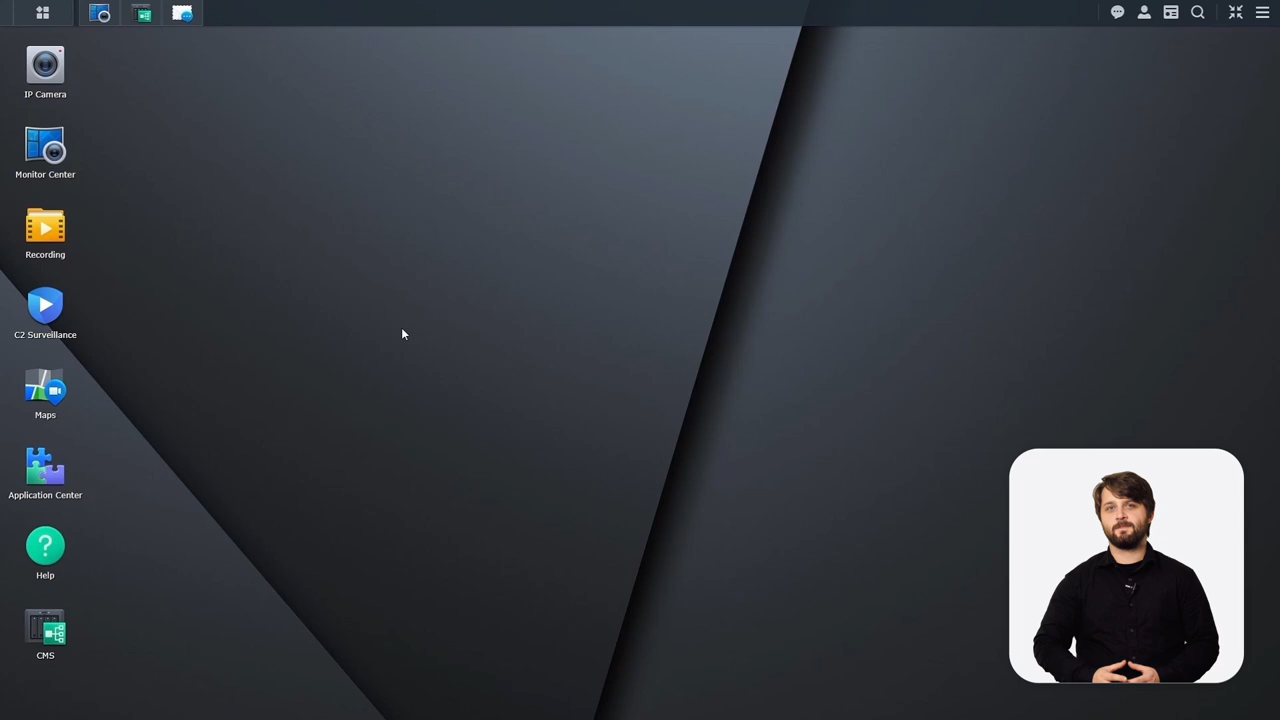 IP Camera
Monitor Center
Recording
C2 Surveillance
Maps
Application Center
Help
CMS